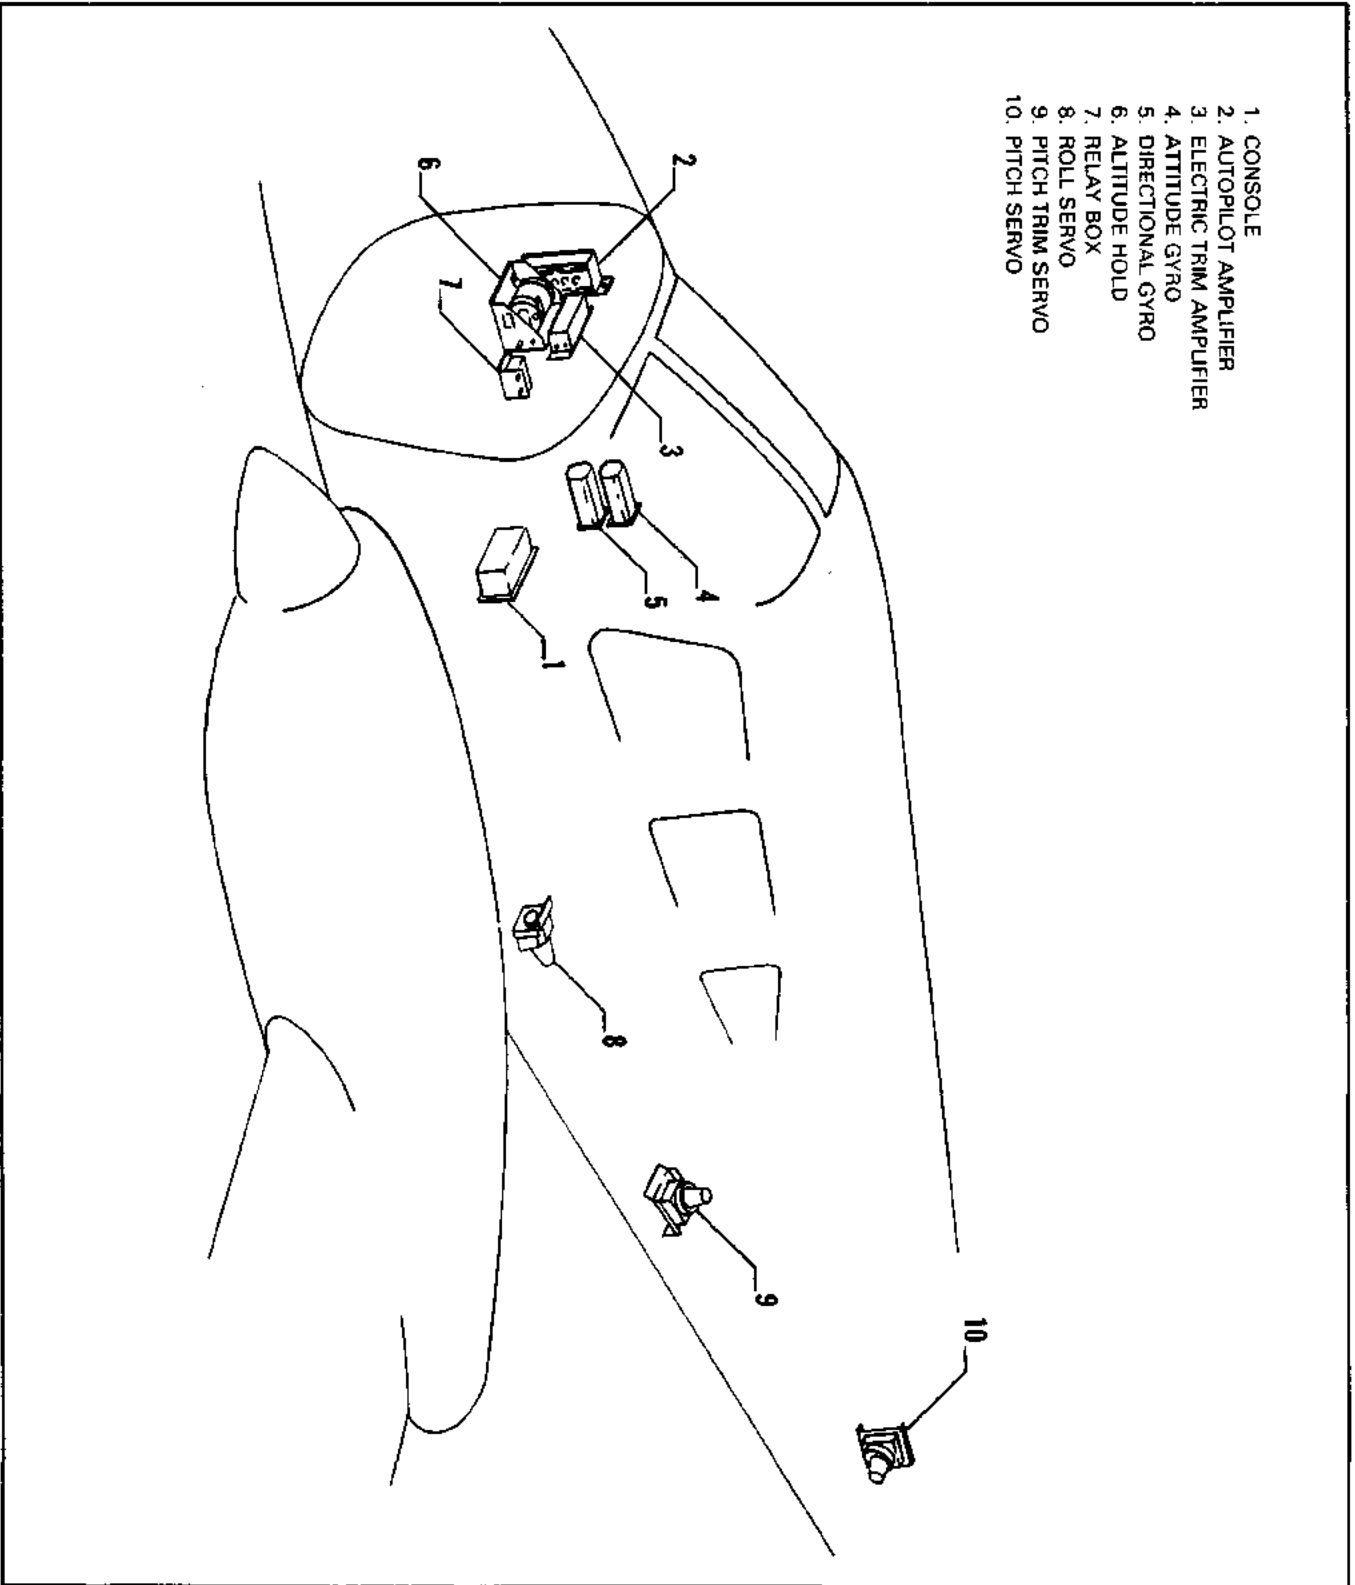 1. CONSOLE
2. AUTOPILOT AMPLIFIER
3. ELECTRIC TRIM AMPLIFIER
4. ATTITUDE GYRO
5. DIRECTIONAL GYRO
6. ALTITUDE HOLD
7. RELAY BOX
8. ROLL SERVO
9. PITCH TRIM SERVO
10. PITCH SERVO
10
2
4
9
3
5
8
1
6
7